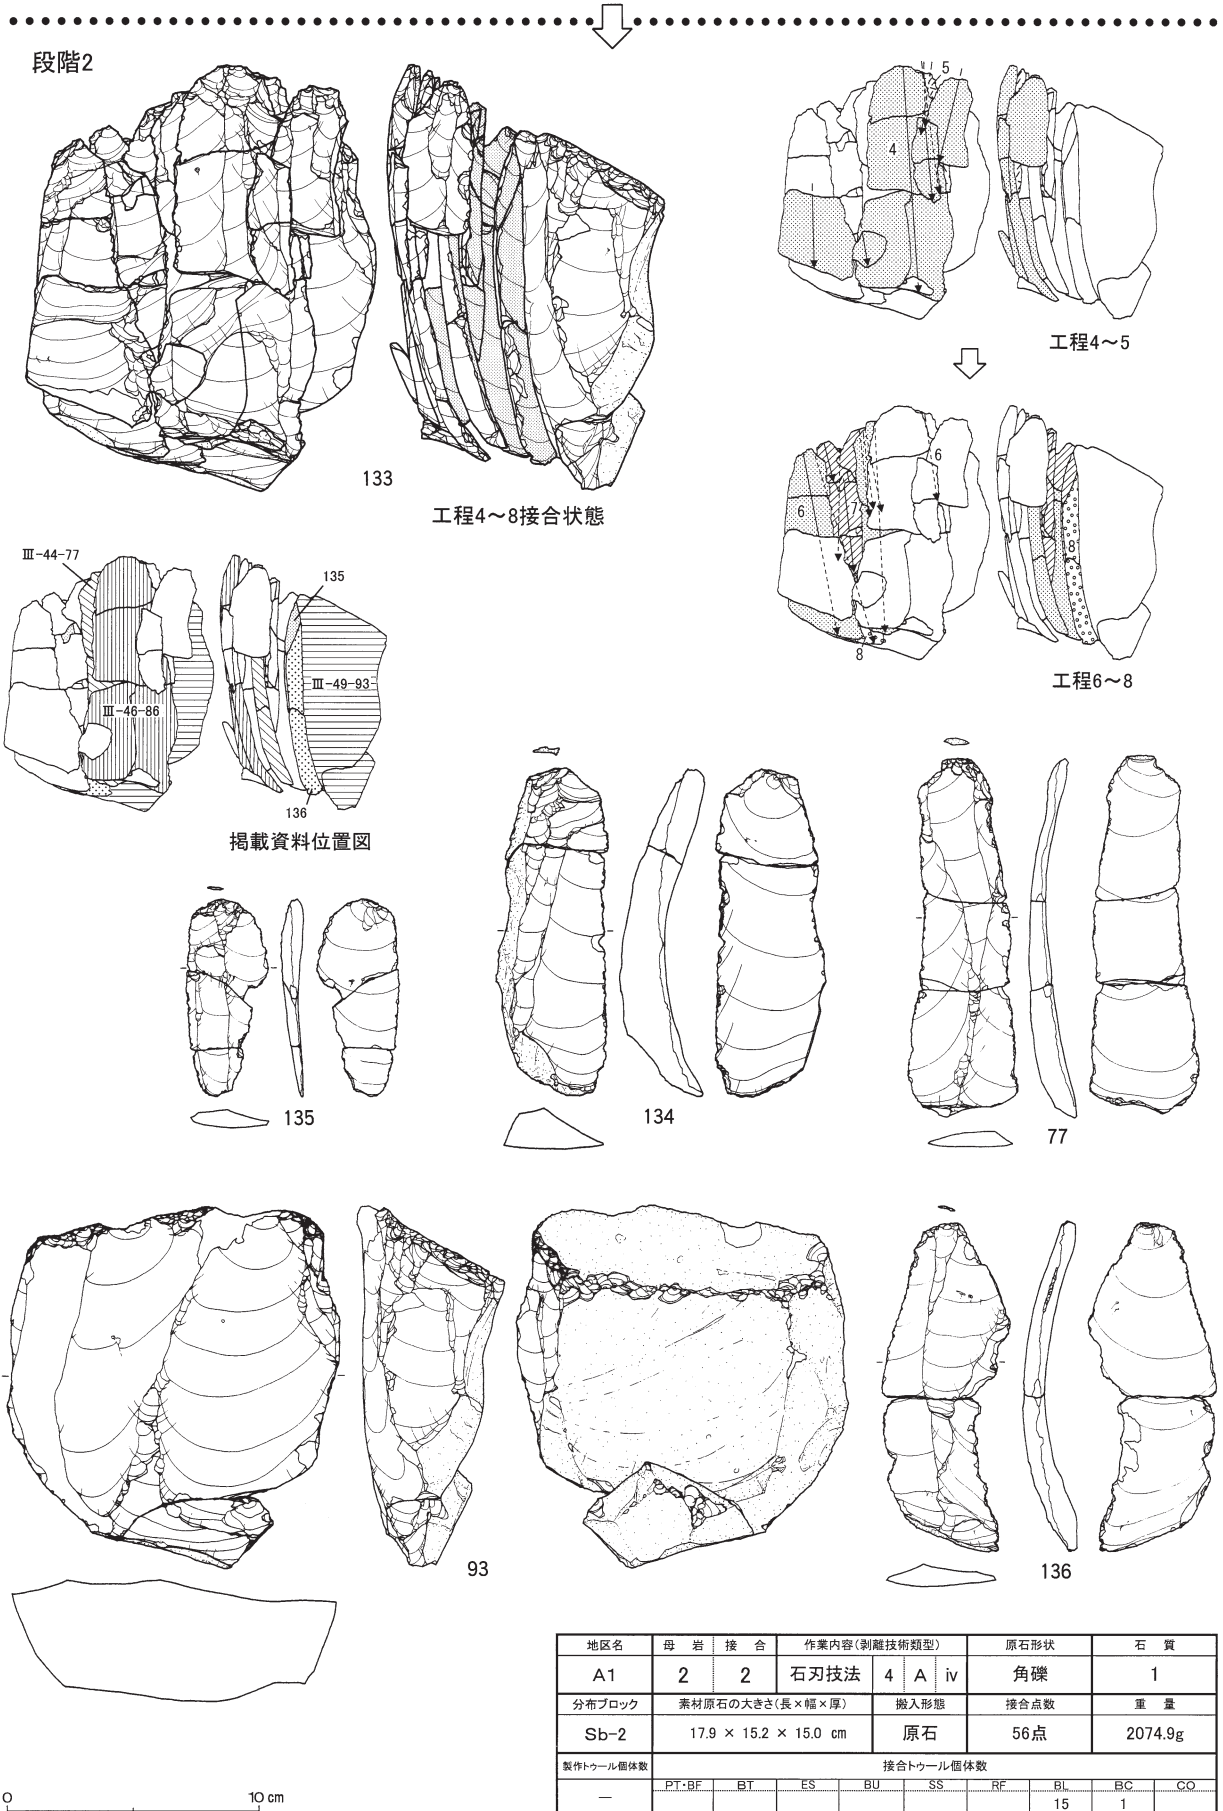 段階2
5
4
工程4～5
133
工程4～8接合状態
6
7
6
8
8
工程6～8
Ⅲ-44-77
135
Ⅲ-49-93
Ⅲ-46-86
136
掲載資料位置図
135
134
77
93
136
地区名 母岩 接合 作業内容(剥離技術類型) 原石形状 石質
A1 2 2 石刃技法 4 A ⅳ 角礫 1
分布ブロック 素材原石の大きさ(長×幅×厚) 搬入形態 接合点数 重量
Sb-2 17.9 × 15.2 × 15.0 cm 原石 56点 2074.9g
製作トゥール個体数 接合トゥール個体数
PT・BF BT ES BU SS RF BL BC CO
— 15 1
0 10 cm